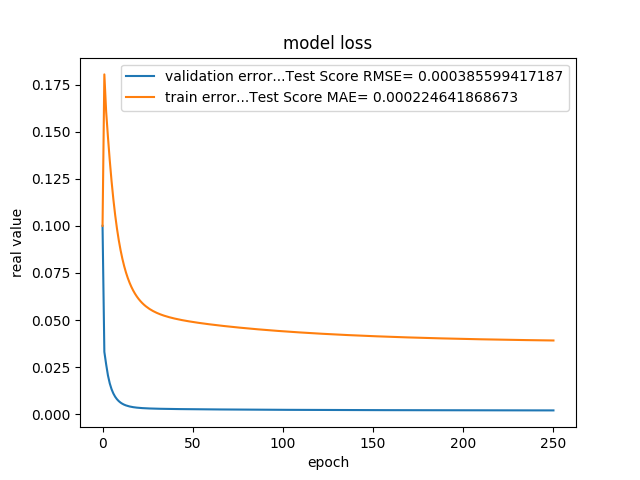 model loss
validation error...Test Score RMSE= 0.000385599417187
train error...Test Score MAE= 0.000224641868673
real value
0.175
0.150
0.125
0.100
0.075
0.050
0.025
0.000
0 50 100 150 200 250
epoch